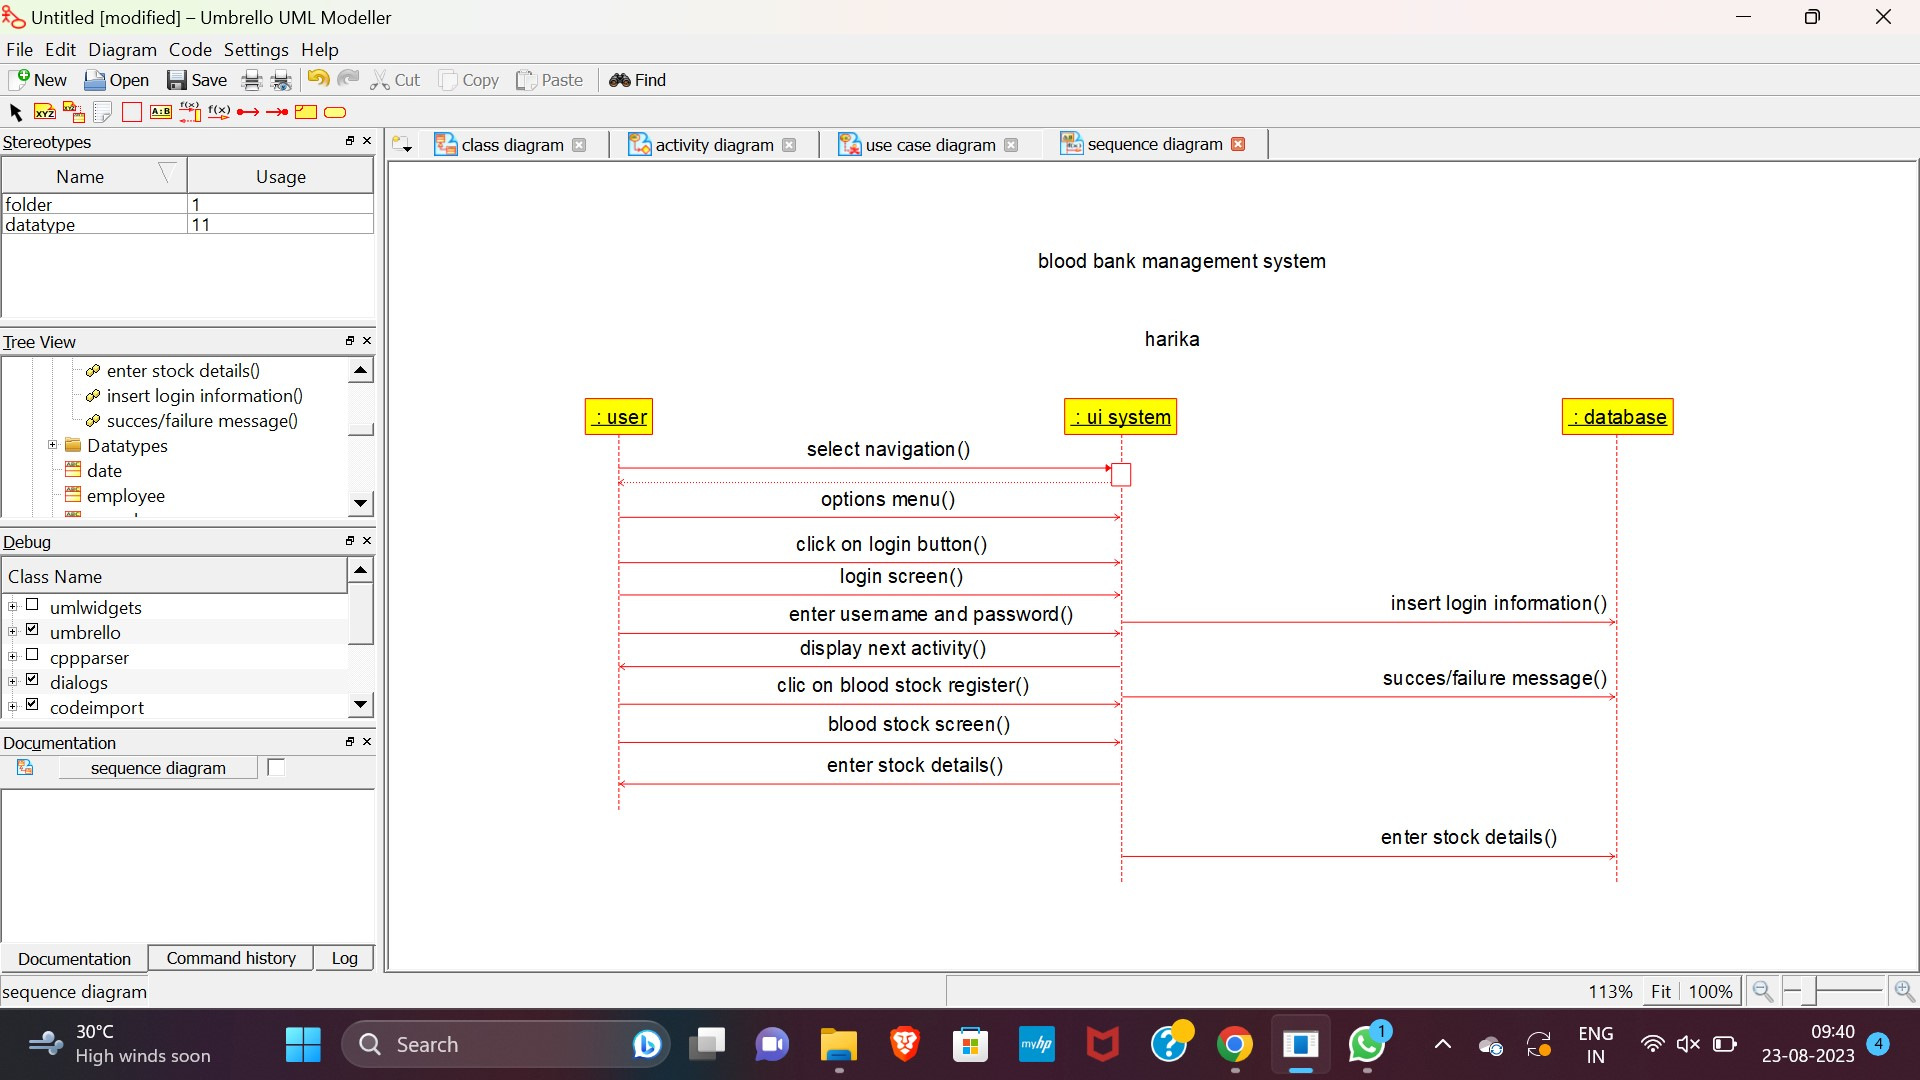 Untitled [modified] – Umbrello UML Modeller
File Edit Diagram Code Settings Help
New Open Save Cut Copy Paste Find
Stereotypes
Name Usage
folder 1
datatype 11
Tree View
enter stock details()
insert login information()
succes/failure message()
Datatypes
date
employee
Debug
Class Name
umlwidgets
umbrello
cppparser
dialogs
codeimport
Documentation
sequence diagram
Documentation Command history Log
sequence diagram
class diagram activity diagram use case diagram sequence diagram
blood bank management system
harika
: user : ui system : database
select navigation()
options menu()
click on login button()
login screen()
insert login information()
enter username and password()
display next activity()
succes/failure message()
clic on blood stock register()
blood stock screen()
enter stock details()
enter stock details()
113% Fit 100%
30°C
High winds soon
Search
myhp
1
ENG
IN
09:40
23-08-2023
4